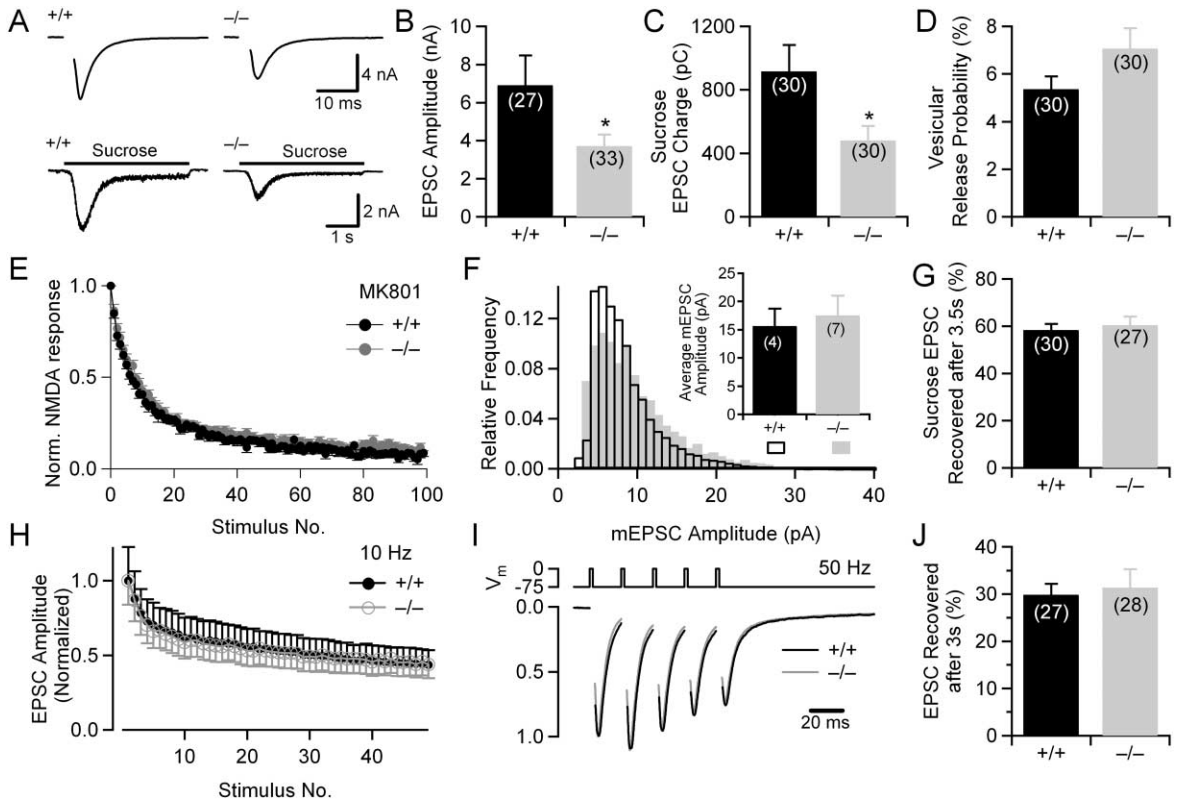 A
+/+
–/–
4 nA
10 ms
+/+
Sucrose
–/–
Sucrose
2 nA
1 s
B
EPSC Amplitude (nA)
10
8
6
4
2
0
(27)
*
(33)
+/+
–/–
C
Sucrose
EPSC Charge (pC)
1200
800
400
0
(30)
*
(30)
+/+
–/–
D
Vesicular
Release Probability (%)
8
6
4
2
0
(30)
(30)
+/+
–/–
E
Norm. NMDA response
1.0
0.5
0.0
MK801
+/+
–/–
0
20
40
60
80
100
Stimulus No.
F
Relative Frequency
0.12
0.08
0.04
0.00
0
10
20
30
40
mEPSC Amplitude (pA)
Average mEPSC
Amplitude (pA)
25
20
15
10
5
0
(4)
(7)
+/+
–/–
G
Sucrose EPSC
Recovered after 3.5s (%)
80
60
40
20
0
(30)
(27)
+/+
–/–
H
EPSC Amplitude
(Normalized)
1.0
0.5
0.0
10 Hz
+/+
–/–
10
20
30
40
Stimulus No.
I
Vm
0
-75
50 Hz
0.0
0.5
1.0
+/+
–/–
20 ms
J
EPSC Recovered
after 3s (%)
40
30
20
10
0
(27)
(28)
+/+
–/–